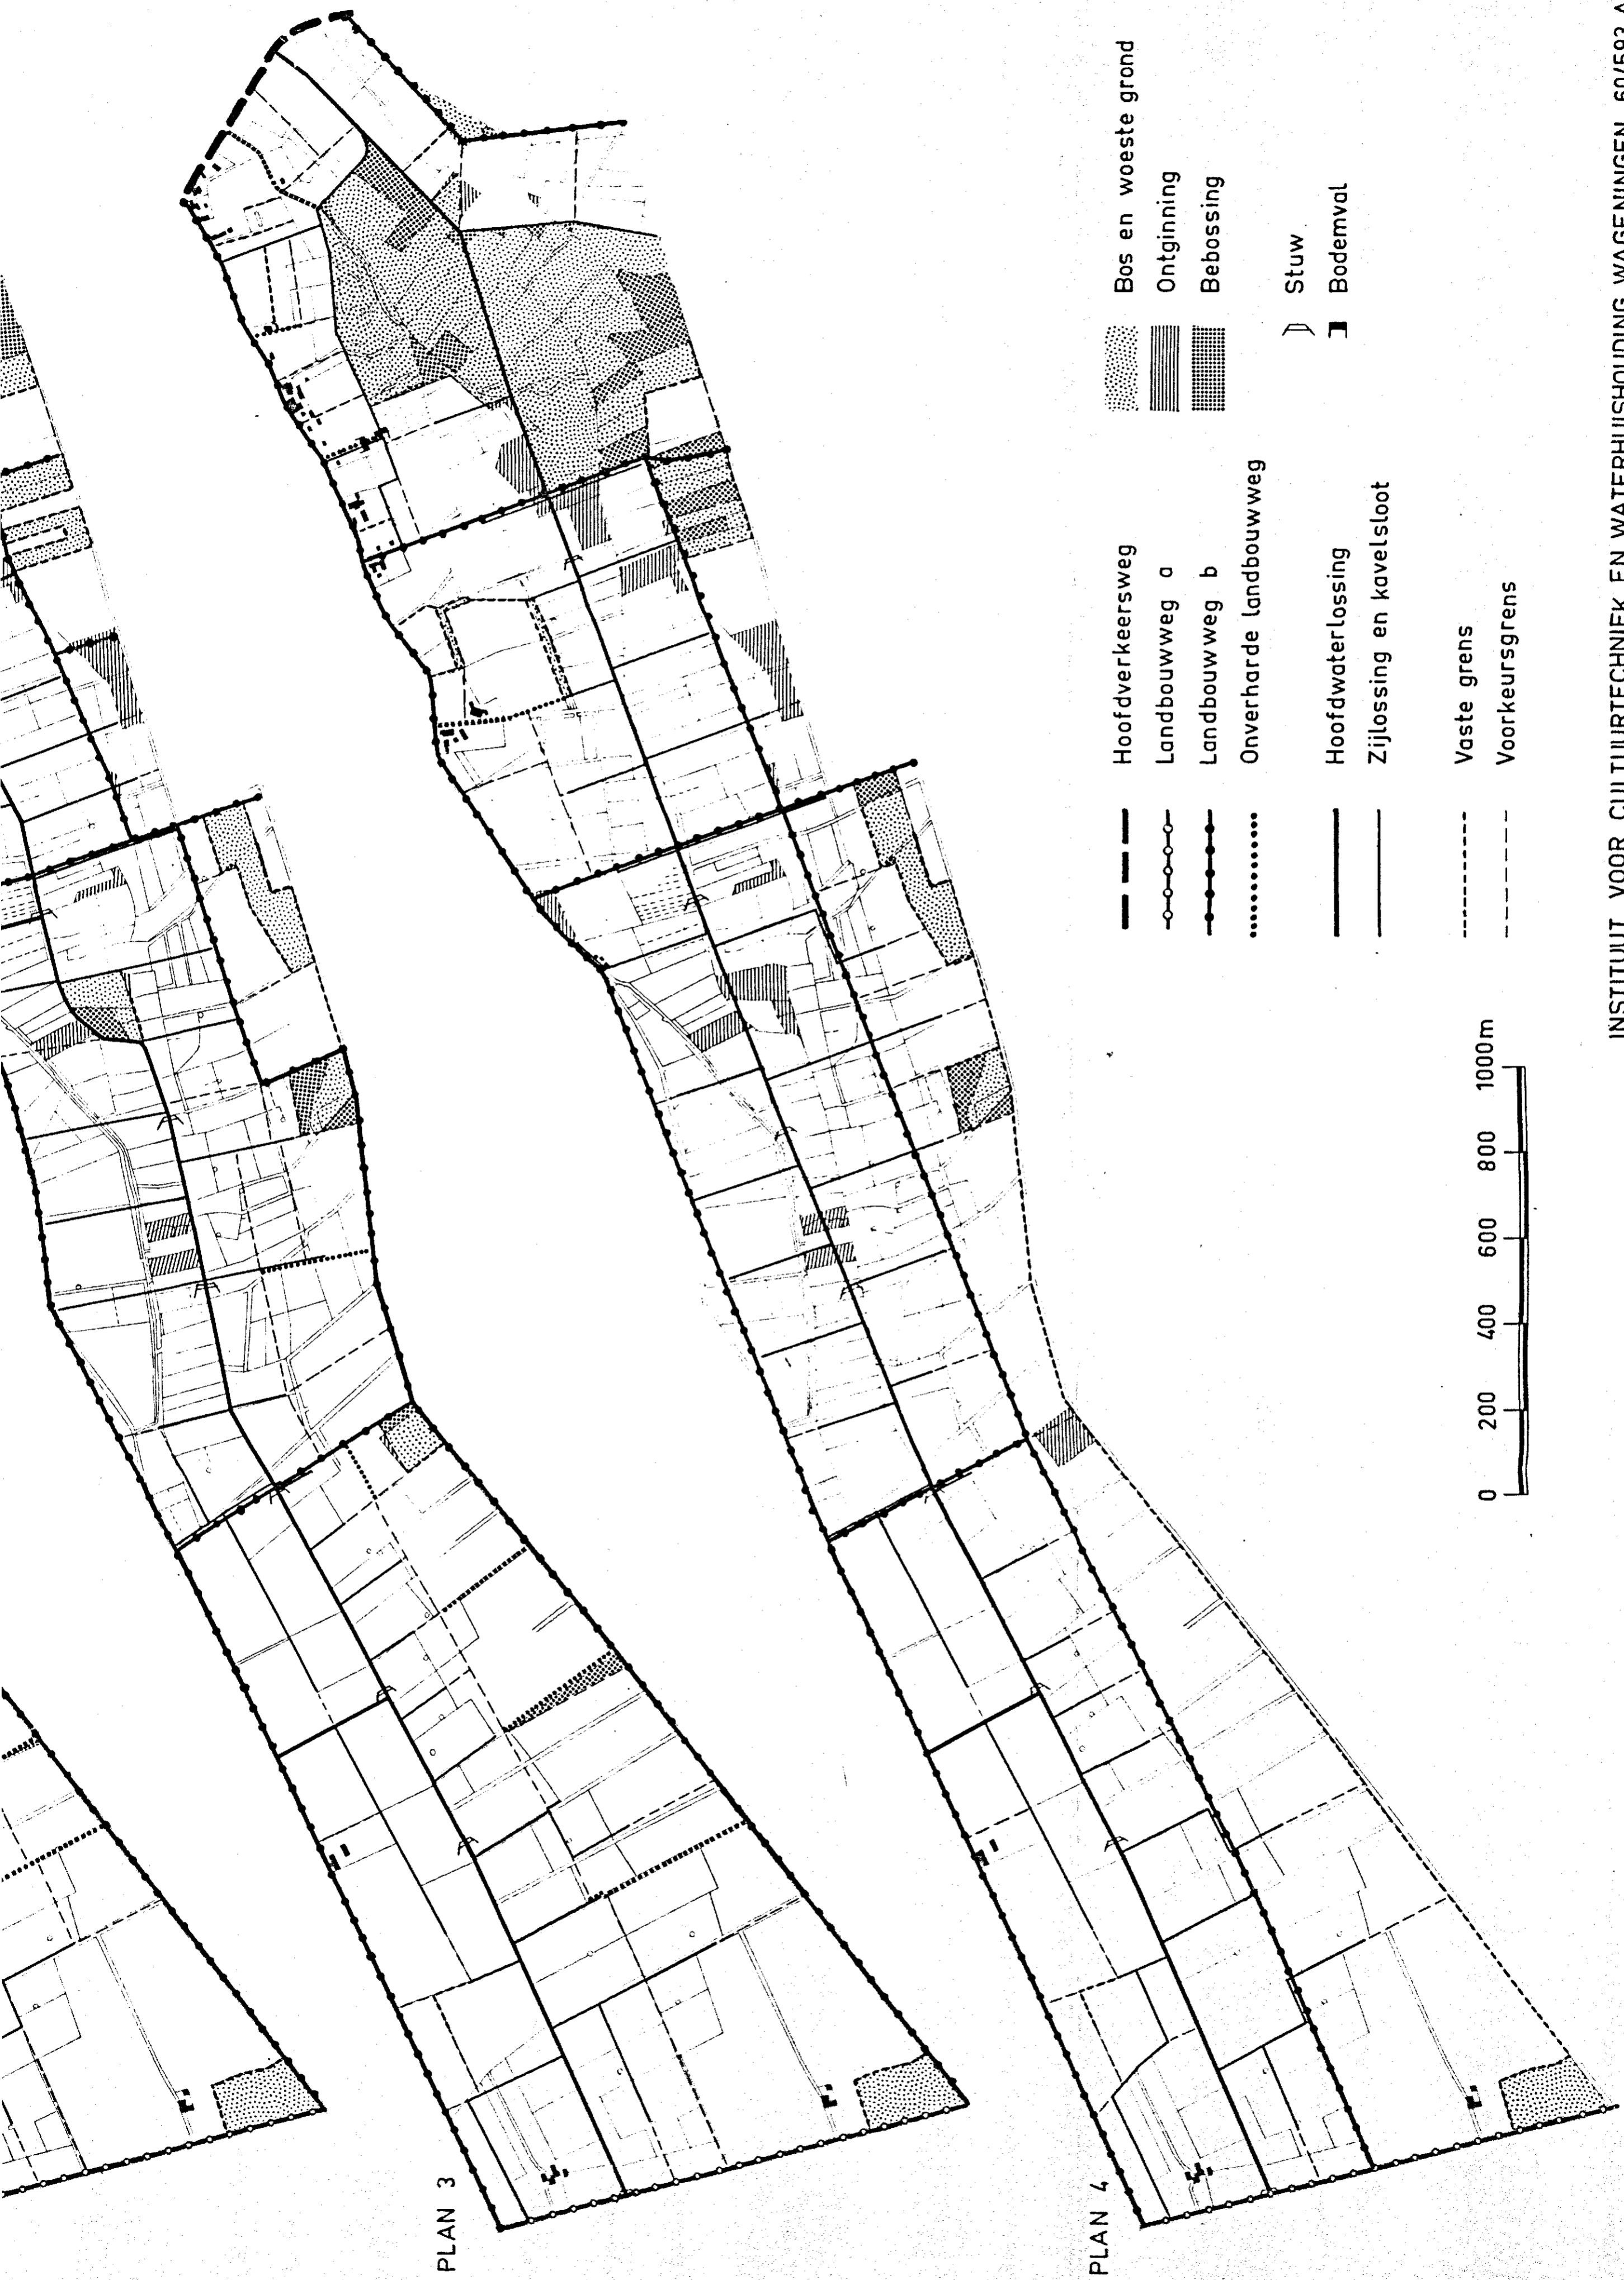 PLAN 3
PLAN 4
Hoofdverkeersweg
Landbouwweg a
Landbouwweg b
Onverharde landbouwweg
Hoofdwaterlossing
Zijlossing en kavelsloot
Vaste grens
Voorkeursgrens
Bos en woeste grond
Ontginning
Bebossing
Stuw
Bodemval
0 200 400 600 800 1000m
INSTITUUT VOOR CULTUURTECHNIEK EN WATERHUISHOUDING WAGENINGEN